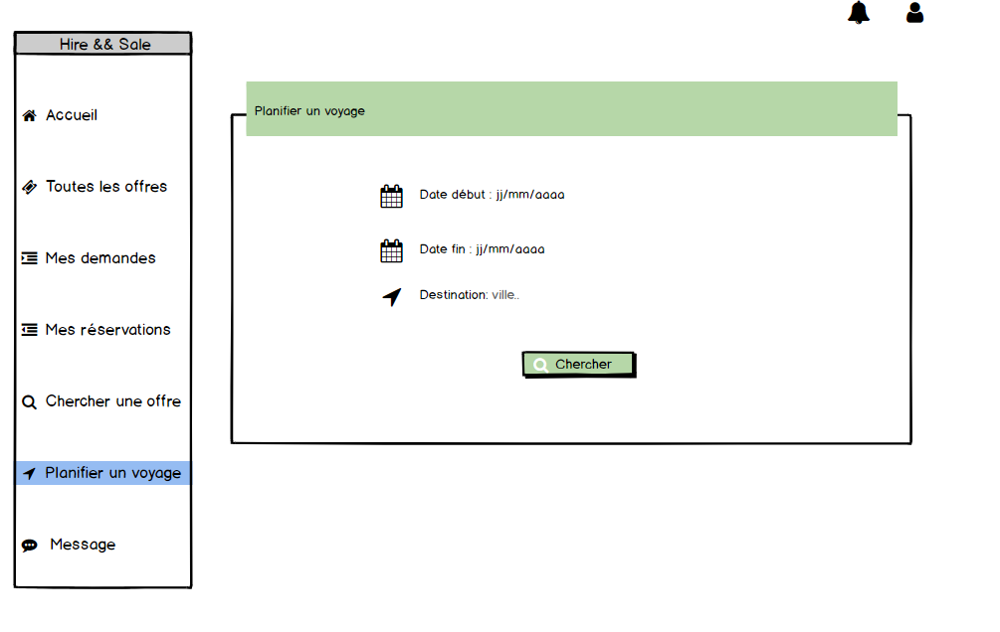 Hire && Sale
Accueil
Toutes les offres
Mes demandes
Mes réservations
Chercher une offre
Planifier un voyage
Message
Planifier un voyage
Date début : jj/mm/aaaa
Date fin : jj/mm/aaaa
Destination: ville..
Chercher